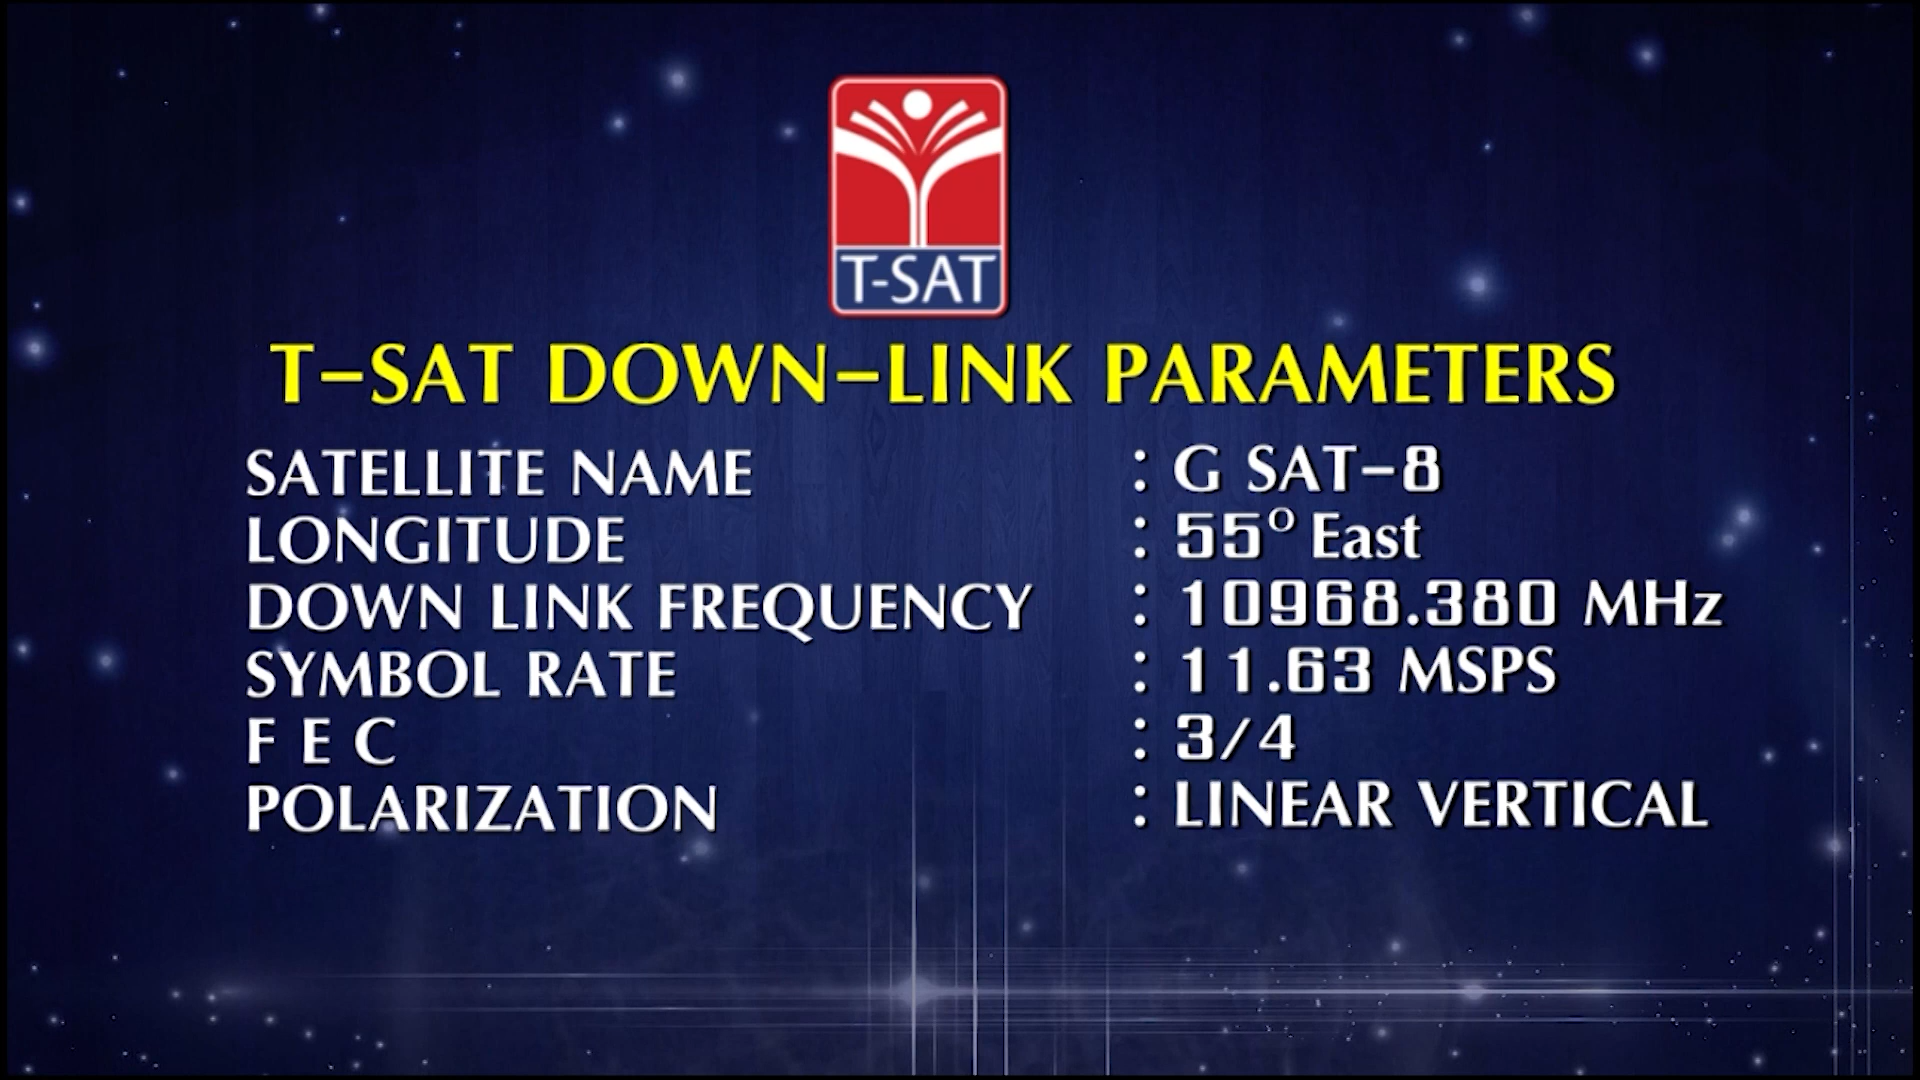 T-SAT
T-SAT DOWN-LINK PARAMETERS
SATELLITE NAME : G SAT-8
LONGITUDE : 55° East
DOWN LINK FREQUENCY : 10968.380 MHz
SYMBOL RATE : 11.63 MSPS
F E C : 3/4
POLARIZATION : LINEAR VERTICAL